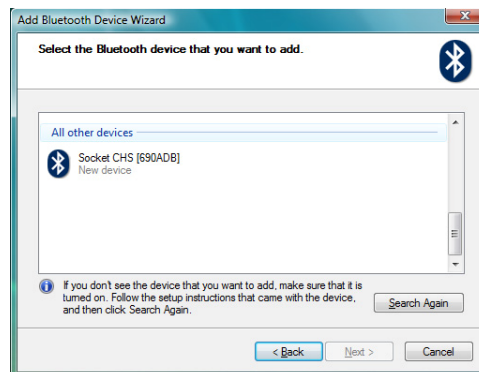 Add Bluetooth Device Wizard
Select the Bluetooth device that you want to add.
All other devices
Socket CHS [690ADB]
New device
If you don't see the device that you want to add, make sure that it is
turned on. Follow the setup instructions that came with the device,
and then click Search Again.
Search Again
< Back
Next >
Cancel